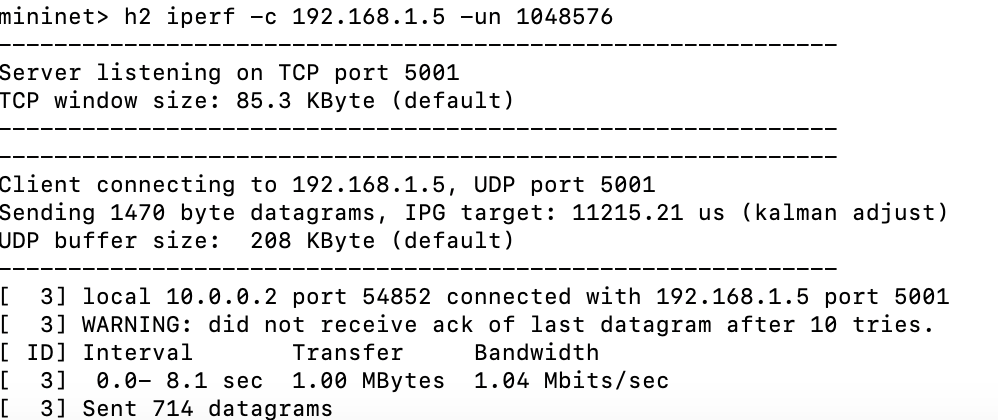 mininet> h2 iperf -c 192.168.1.5 -un 1048576
------------------------------------------------------------
Server listening on TCP port 5001
TCP window size: 85.3 KByte (default)
------------------------------------------------------------
------------------------------------------------------------
Client connecting to 192.168.1.5, UDP port 5001
Sending 1470 byte datagrams, IPG target: 11215.21 us (kalman adjust)
UDP buffer size:  208 KByte (default)
------------------------------------------------------------
[  3] local 10.0.0.2 port 54852 connected with 192.168.1.5 port 5001
[  3] WARNING: did not receive ack of last datagram after 10 tries.
[ ID] Interval       Transfer     Bandwidth
[  3]  0.0- 8.1 sec  1.00 MBytes  1.04 Mbits/sec
[  3] Sent 714 datagrams